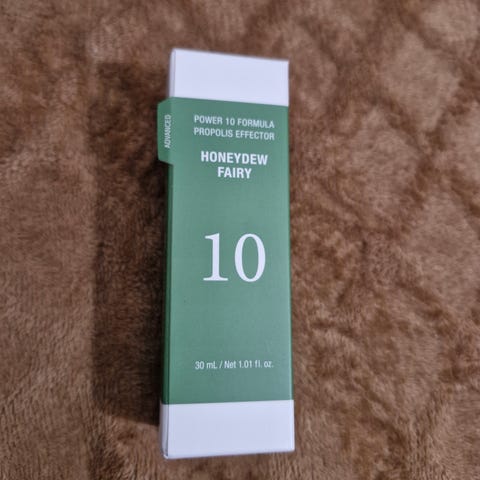 ADVANCED
POWER 10 FORMULA
PROPOLIS EFFECTOR
HONEYDEW
FAIRY
10
30 mL / Net 1.01 fl. oz.